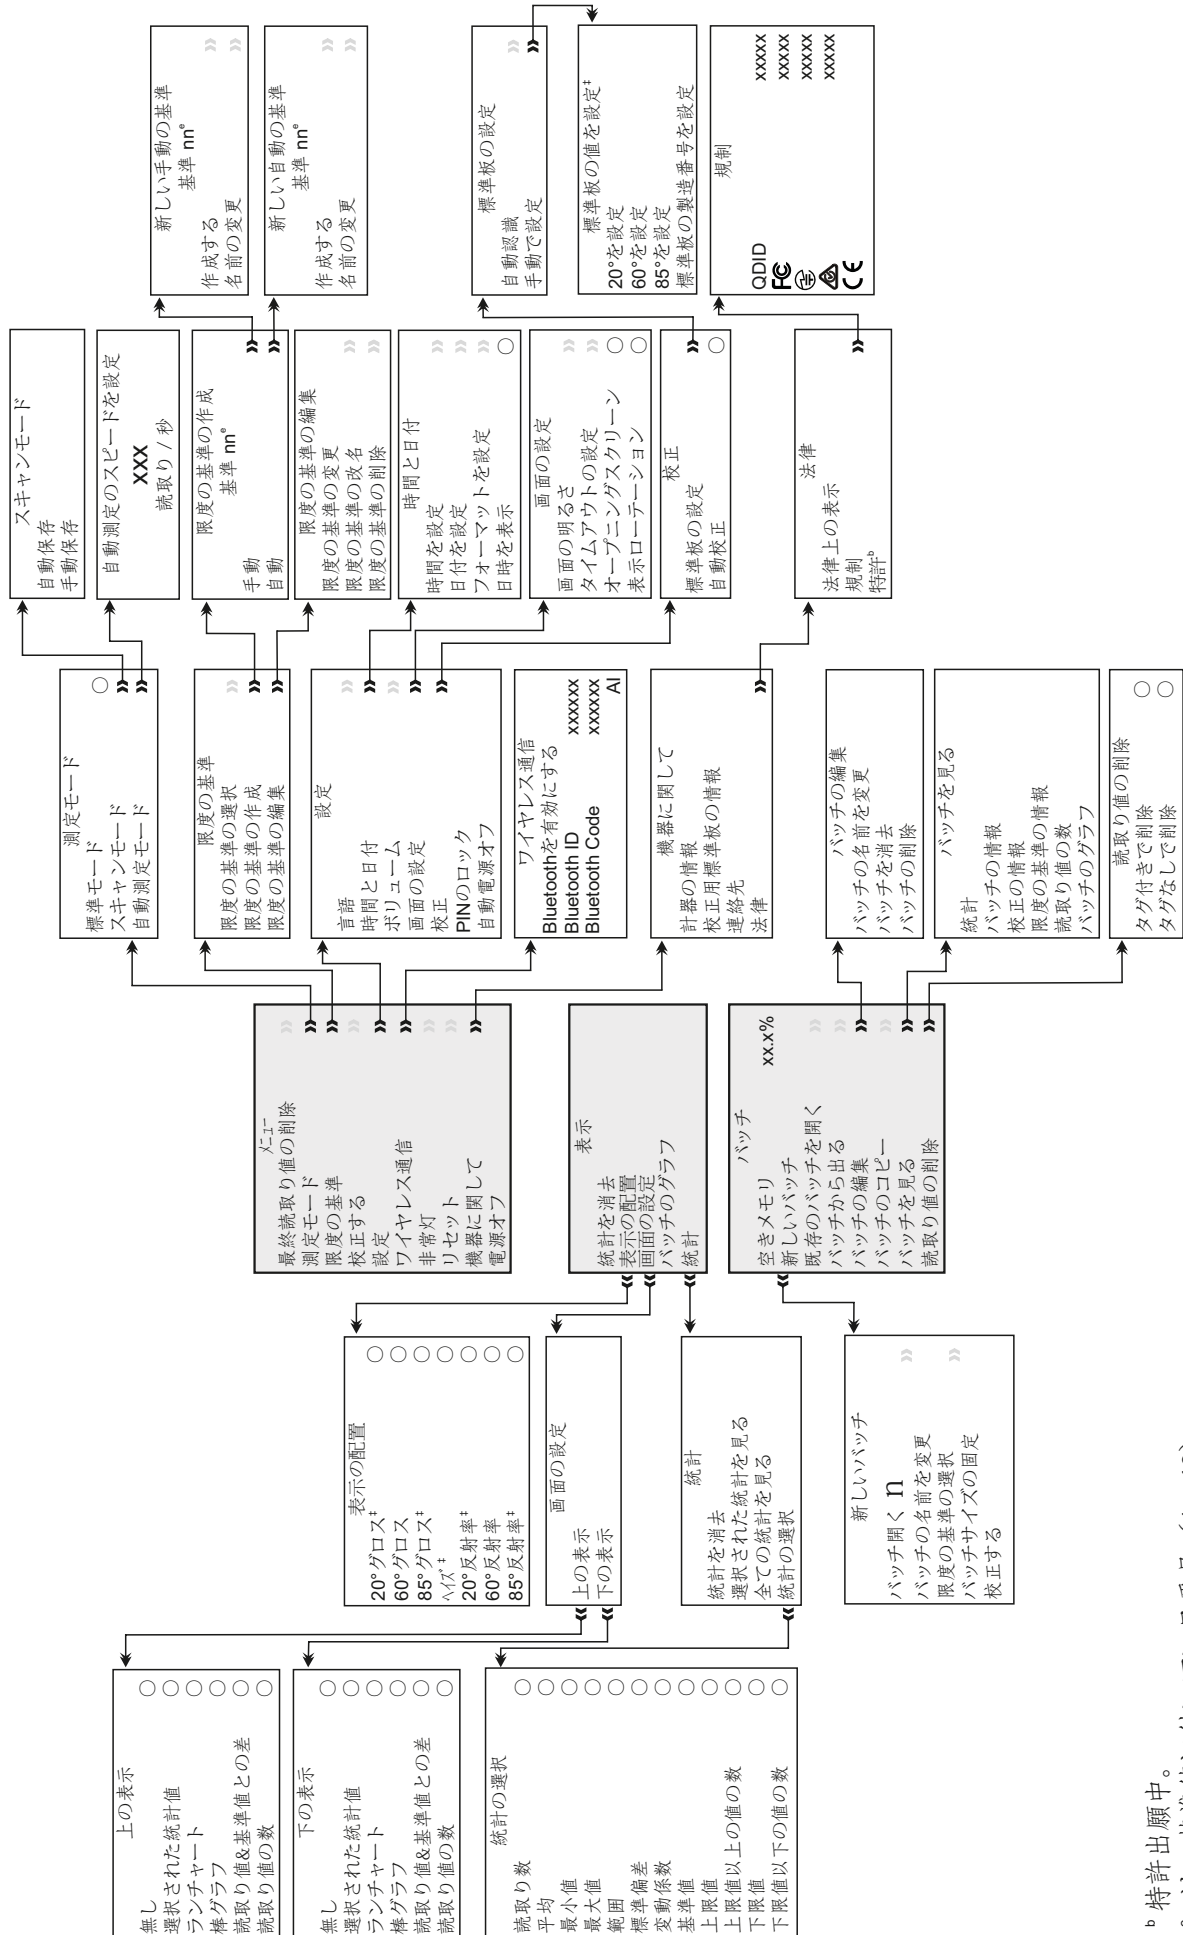 上の表示
無し
選択された統計値
ランチャート
棒グラフ
読取り値&基準値との差
読取り値の数
下の表示
無し
選択された統計値
ランチャート
棒グラフ
読取り値&基準値との差
読取り値の数
統計の選択
読取り数
平均
最小値
最大値
範囲
標準偏差
変動係数
基準値
上限値
上限値以上の値の数
下限値
下限値以下の値の数
表示の配置
20°グロス‡
60°グロス
85°グロス‡
ヘイズ‡
20°反射率‡
60°反射率
85°反射率‡
画面の設定
上の表示
下の表示
統計
統計を消去
選択された統計を見る
全ての統計を見る
統計の選択
新しいバッチ
バッチ開く n
バッチの名前を変更
限度の基準の選択
バッチサイズの固定
校正する
メニュー
最終読取り値の削除
測定モード
限度の基準
校正する
設定
ワイヤレス通信
非常灯
リセット
機器に関して
電源オフ
表示
統計を消去
表示の配置
画面の設定
バッチのグラフ
統計
バッチ
空きメモリ xx.x%
新しいバッチ
既存のバッチを開く
バッチから出る
バッチの編集
バッチのコピー
バッチを見る
読取り値の削除
測定モード
標準モード
スキャンモード
自動測定モード
限度の基準
限度の基準の選択
限度の基準の作成
限度の基準の編集
設定
言語
時間と日付
ボリューム
画面の設定
校正
PINのロック
自動電源オフ
ワイヤレス通信
Bluetoothを有効にする
Bluetooth ID xxxxxx
Bluetooth Code xxxxxx
AI
機器に関して
計器の情報
校正用標準板の情報
連絡先
法律
バッチの編集
バッチの名前を変更
バッチを消去
バッチの削除
バッチを見る
統計
バッチの情報
校正の情報
限度の基準の情報
読取り値の数
バッチのグラフ
読取り値の削除
タグ付きで削除
タグなしで削除
スキャンモード
自動保存
手動保存
自動測定のスピードを設定
XXX
読取り / 秒
限度の基準の作成
基準 nnᵉ
手動
自動
限度の基準の編集
限度の基準の変更
限度の基準の改名
限度の基準の削除
時間と日付
時間を設定
日付を設定
フォーマットを設定
日時を表示
画面の設定
画面の明るさ
タイムアウトの設定
オープニングスクリーン
表示ローテーション
校正
標準板の設定
自動校正
法律
法律上の表示
規制
特許ᵇ
新しい手動の基準
基準 nnᵉ
作成する
名前の変更
新しい自動の基準
基準 nnᵉ
作成する
名前の変更
標準板の設定
自動認識
手動で設定
標準板の値を設定‡
20°を設定
60°を設定
85°を設定
標準板の製造番号を設定
規制
QDID xxxxx
FC xxxxx
xxxxx
xxxxx
CE
ᵇ 特許出願中。